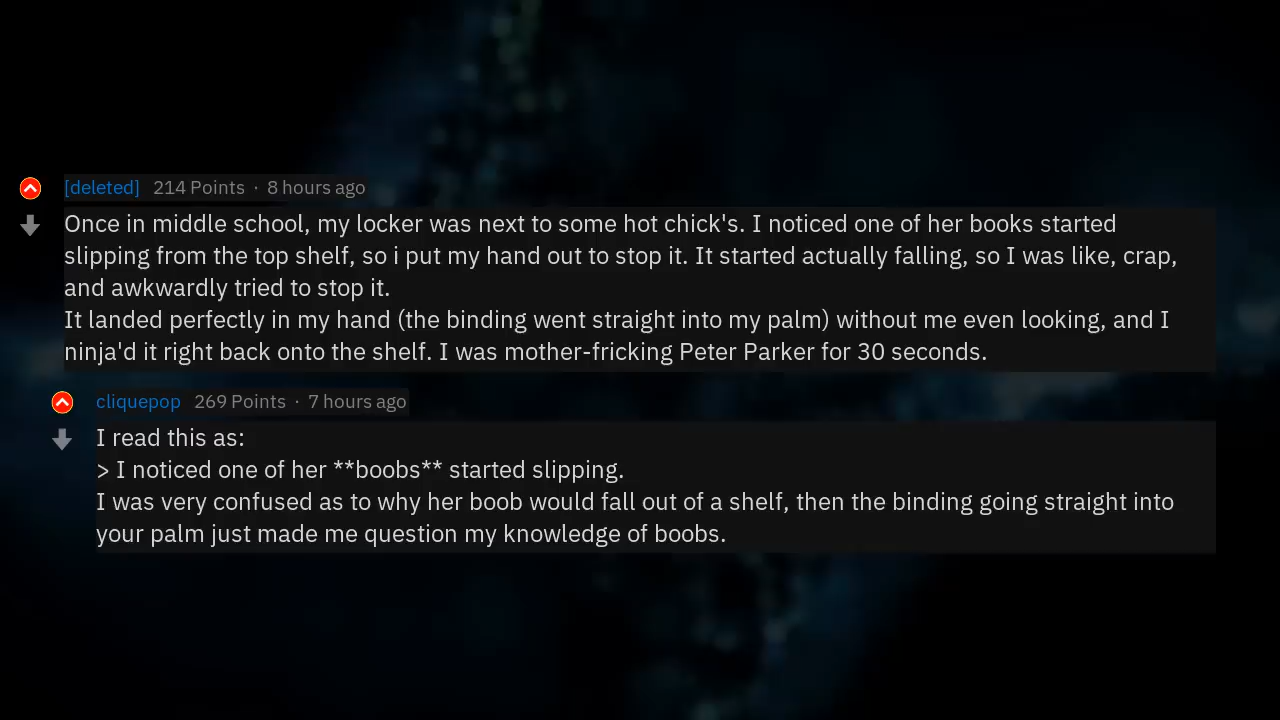 [deleted] 214 Points · 8 hours ago
Once in middle school, my locker was next to some hot chick's. I noticed one of her books started
slipping from the top shelf, so i put my hand out to stop it. It started actually falling, so I was like, crap,
and awkwardly tried to stop it.
It landed perfectly in my hand (the binding went straight into my palm) without me even looking, and I
ninja'd it right back onto the shelf. I was mother-fricking Peter Parker for 30 seconds.
cliquepop 269 Points · 7 hours ago
I read this as:
> I noticed one of her **boobs** started slipping.
I was very confused as to why her boob would fall out of a shelf, then the binding going straight into
your palm just made me question my knowledge of boobs.